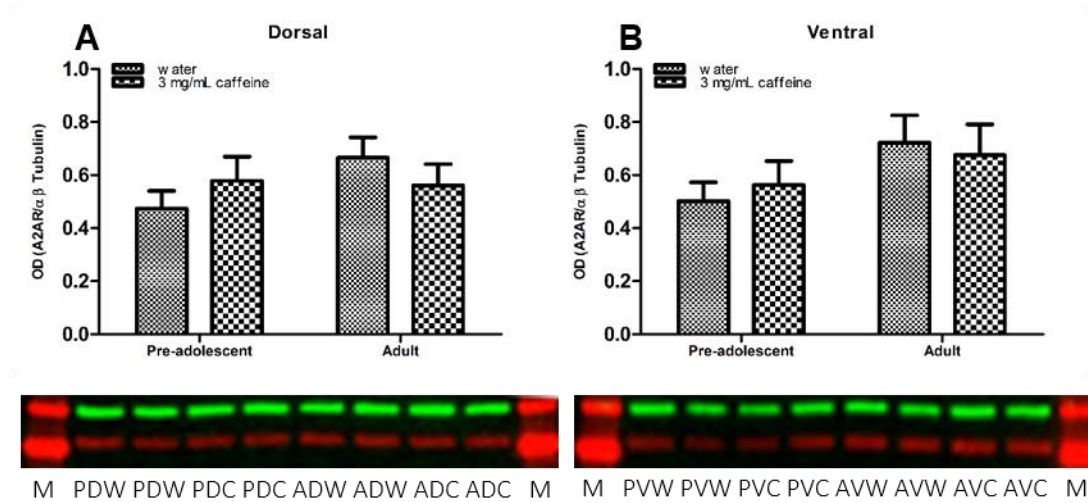 A
Dorsal
water
3 mg/mL caffeine
1.0
0.8
0.6
0.4
0.2
0.0
OD (A2AR/α β Tubulin)
Pre-adolescent Adult
B
Ventral
water
3 mg/mL caffeine
1.0
0.8
0.6
0.4
0.2
0.0
OD (A2AR/α β Tubulin)
Pre-adolescent Adult
M PDW PDW PDC PDC ADW ADW ADC ADC M
M PVW PVW PVC PVC AVW AVW AVC AVC M